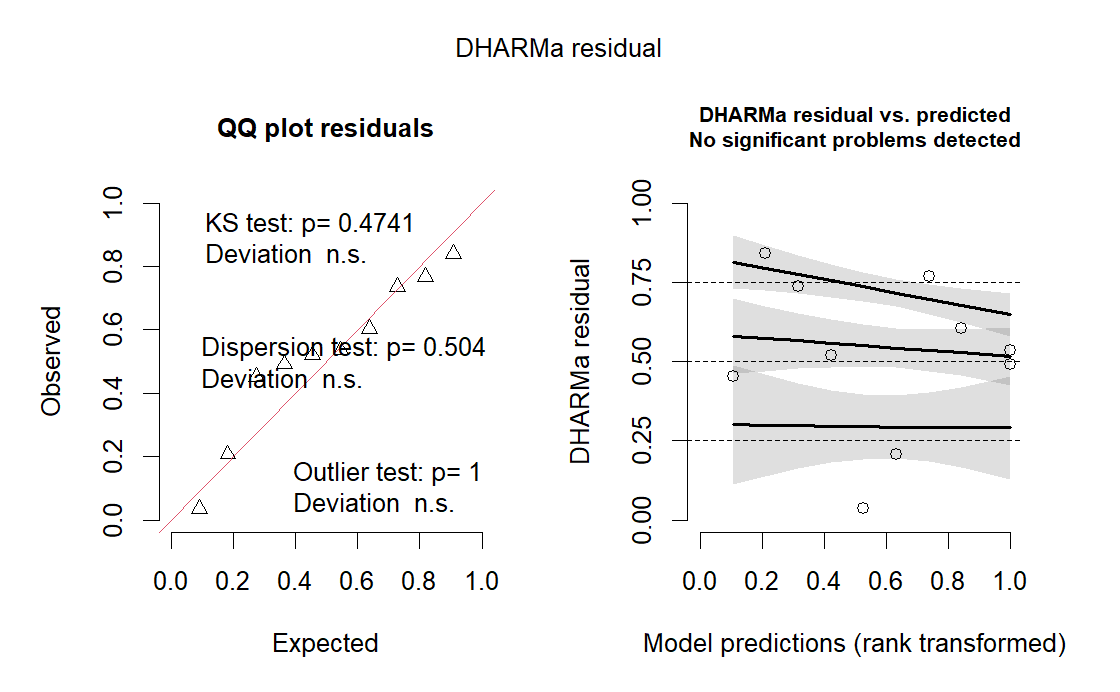 DHARMa residual
QQ plot residuals
KS test: p= 0.4741
Deviation  n.s.
Dispersion test: p= 0.504
Deviation  n.s.
Outlier test: p= 1
Deviation  n.s.
Observed
0.0 0.2 0.4 0.6 0.8 1.0
0.0 0.2 0.4 0.6 0.8 1.0
Expected
DHARMa residual vs. predicted
No significant problems detected
DHARMa residual
0.00 0.25 0.50 0.75 1.00
0.0 0.2 0.4 0.6 0.8 1.0
Model predictions (rank transformed)